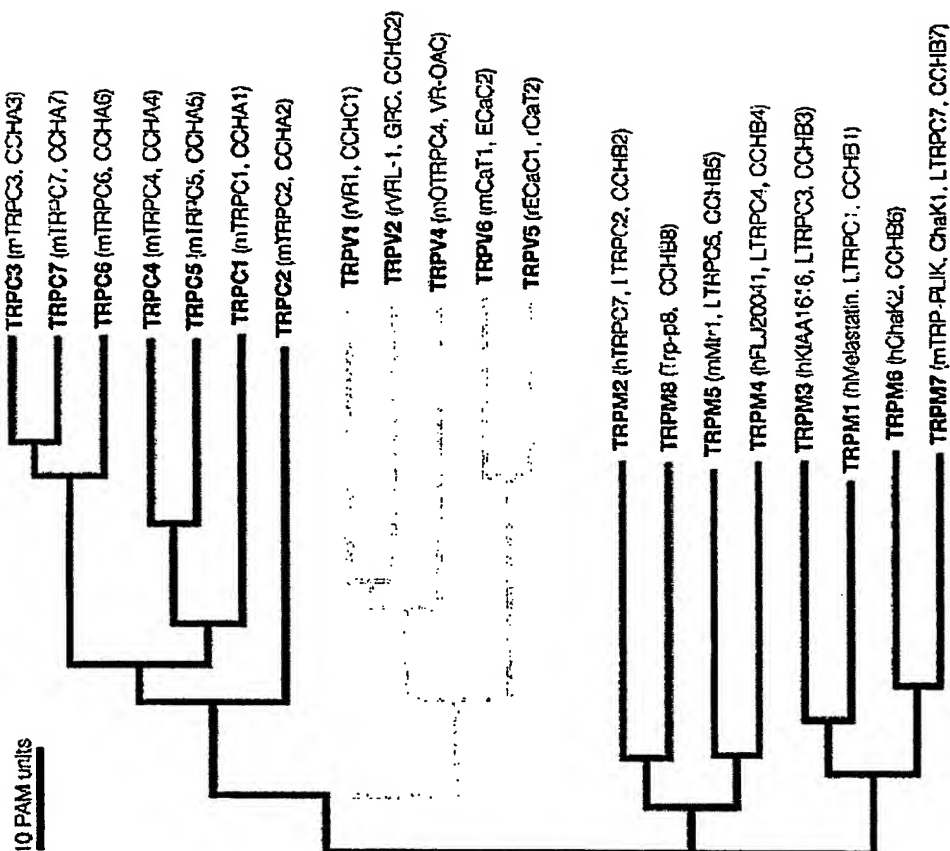 TRPC3 (mTRPC3, CCHA3)
TRPC7 (mTRPC7, CCHA7)
TRPC6 (mTRPC6, CCHA6)
TRPC4 (mTRPC4, CCHA4)
TRPC5 (mTRPC5, CCHA5)
TRPC1 (mTRPC1, CCHA1)
TRPC2 (mTRPC2, CCHA2)
TRPV1 (rVR1, CCHC1)
TRPV2 (rVRL-1, GRC, CCHC2)
TRPV4 (mOTRPC4, VR-OAC)
TRPV6 (mCaT1, ECaC2)
TRPV5 (rECaC1, rCaT2)
TRPM2 (hTRPC7, LTRPC2, CCHB2)
TRPM8 (Trp-p8, CCHB8)
TRPM5 (mMtr1, LTRPC5, CCHB5)
TRPM4 (hFLJ20041, LTRPC4, CCHB4)
TRPM3 (hKIAA1616, LTRPC3, CCHB3)
TRPM1 (hMelastatin, LTRPC1, CCHB1)
TRPM6 (hChaK2, CCHB6)
TRPM7 (mTRP-PLIK, ChaK1, LTRPC7, CCHB7)
10 PAM units